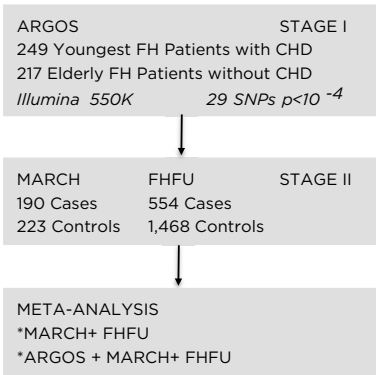 ARGOS STAGE I
249 Youngest FH Patients with CHD
217 Elderly FH Patients without CHD
Illumina 550K 29 SNPs p<10 -4
MARCH FHFU STAGE II
190 Cases 554 Cases
223 Controls 1,468 Controls
META-ANALYSIS
*MARCH+ FHFU
*ARGOS + MARCH+ FHFU